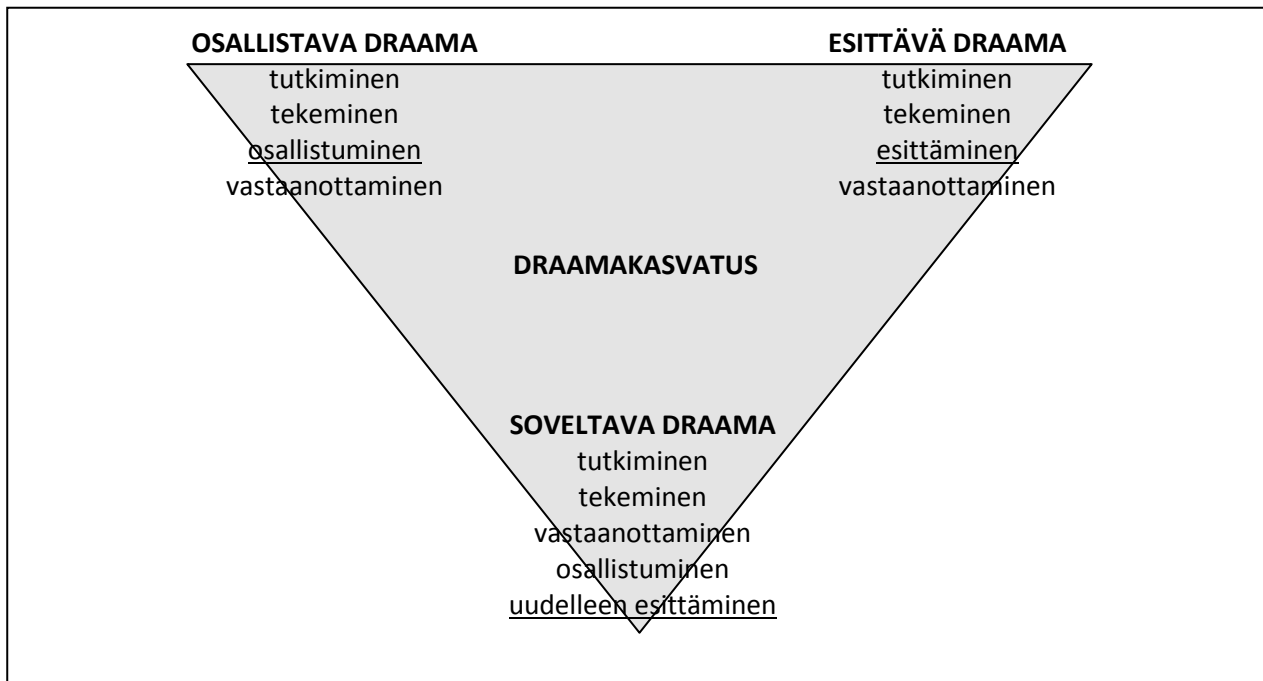 OSALLISTAVA DRAAMA
tutkiminen
tekeminen
osallistuminen
vastaanottaminen
ESITTÄVÄ DRAAMA
tutkiminen
tekeminen
esittäminen
vastaanottaminen
DRAAMAKASVATUS
SOVELTAVA DRAAMA
tutkiminen
tekeminen
vastaanottaminen
osallistuminen
uudelleen esittäminen